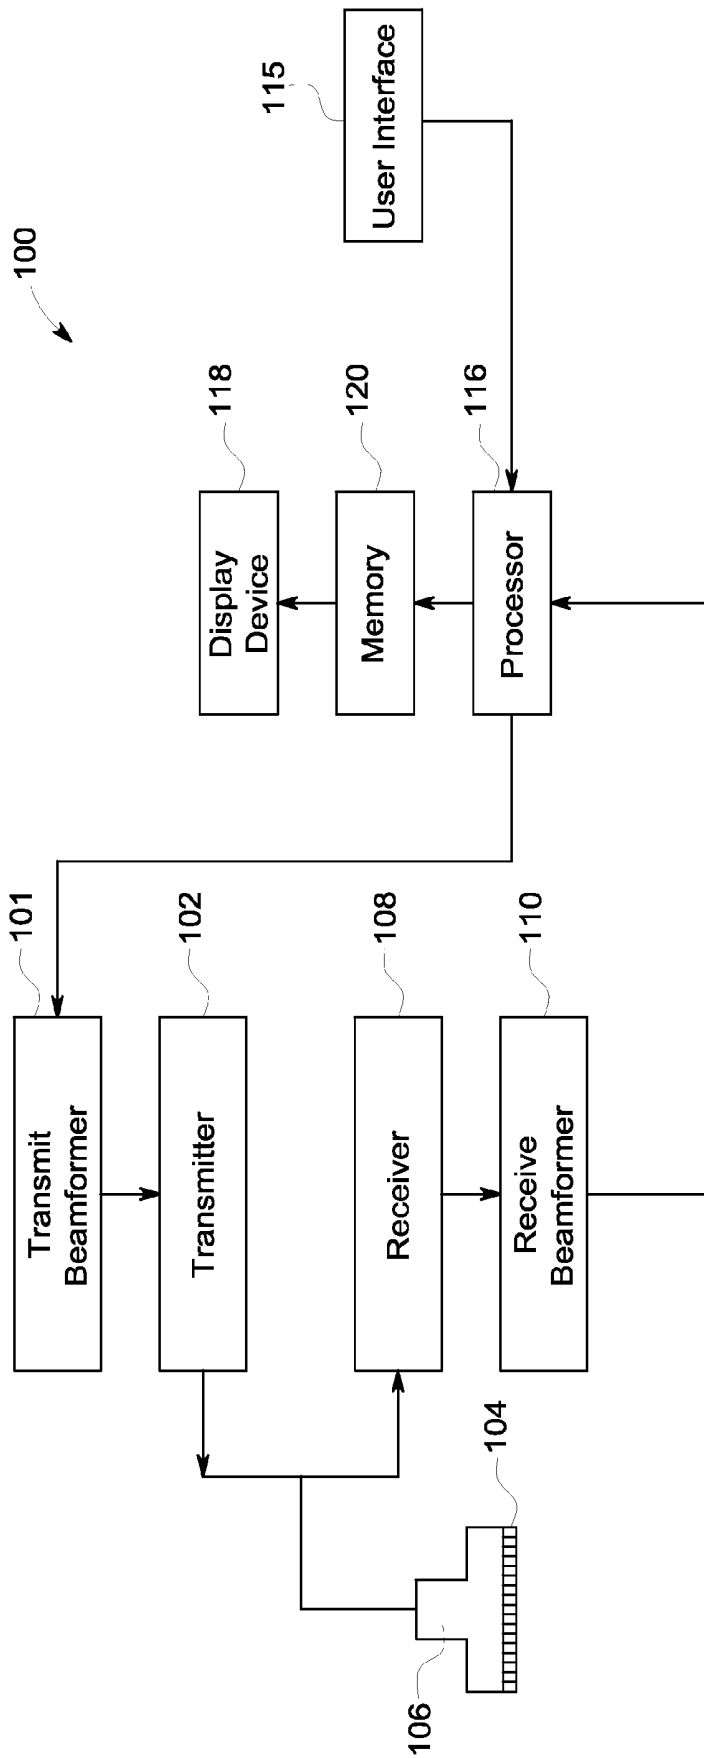 100
101
Transmit
Beamformer
102
Transmitter
108
Receiver
110
Receive
Beamformer
104
106
118
Display
Device
120
Memory
116
Processor
115
User Interface